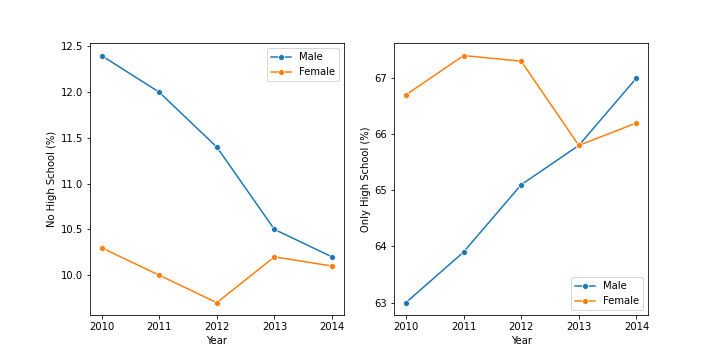 12.5
12.0
11.5
11.0
10.5
10.0
No High School (%)
Male
Female
2010 2011 2012 2013 2014
Year
67
66
65
64
63
Only High School (%)
Male
Female
2010 2011 2012 2013 2014
Year